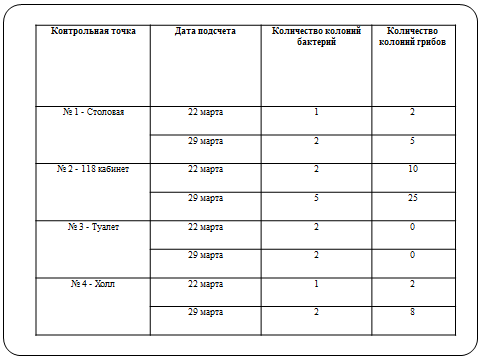 Контрольная точка Дата подсчета Количество колоний бактерий Количество колоний грибов
№ 1 - Столовая 22 марта 1 2
29 марта 2 5
№ 2 - 118 кабинет 22 марта 2 10
29 марта 5 25
№ 3 - Туалет 22 марта 2 0
29 марта 2 0
№ 4 - Холл 22 марта 1 2
29 марта 2 8